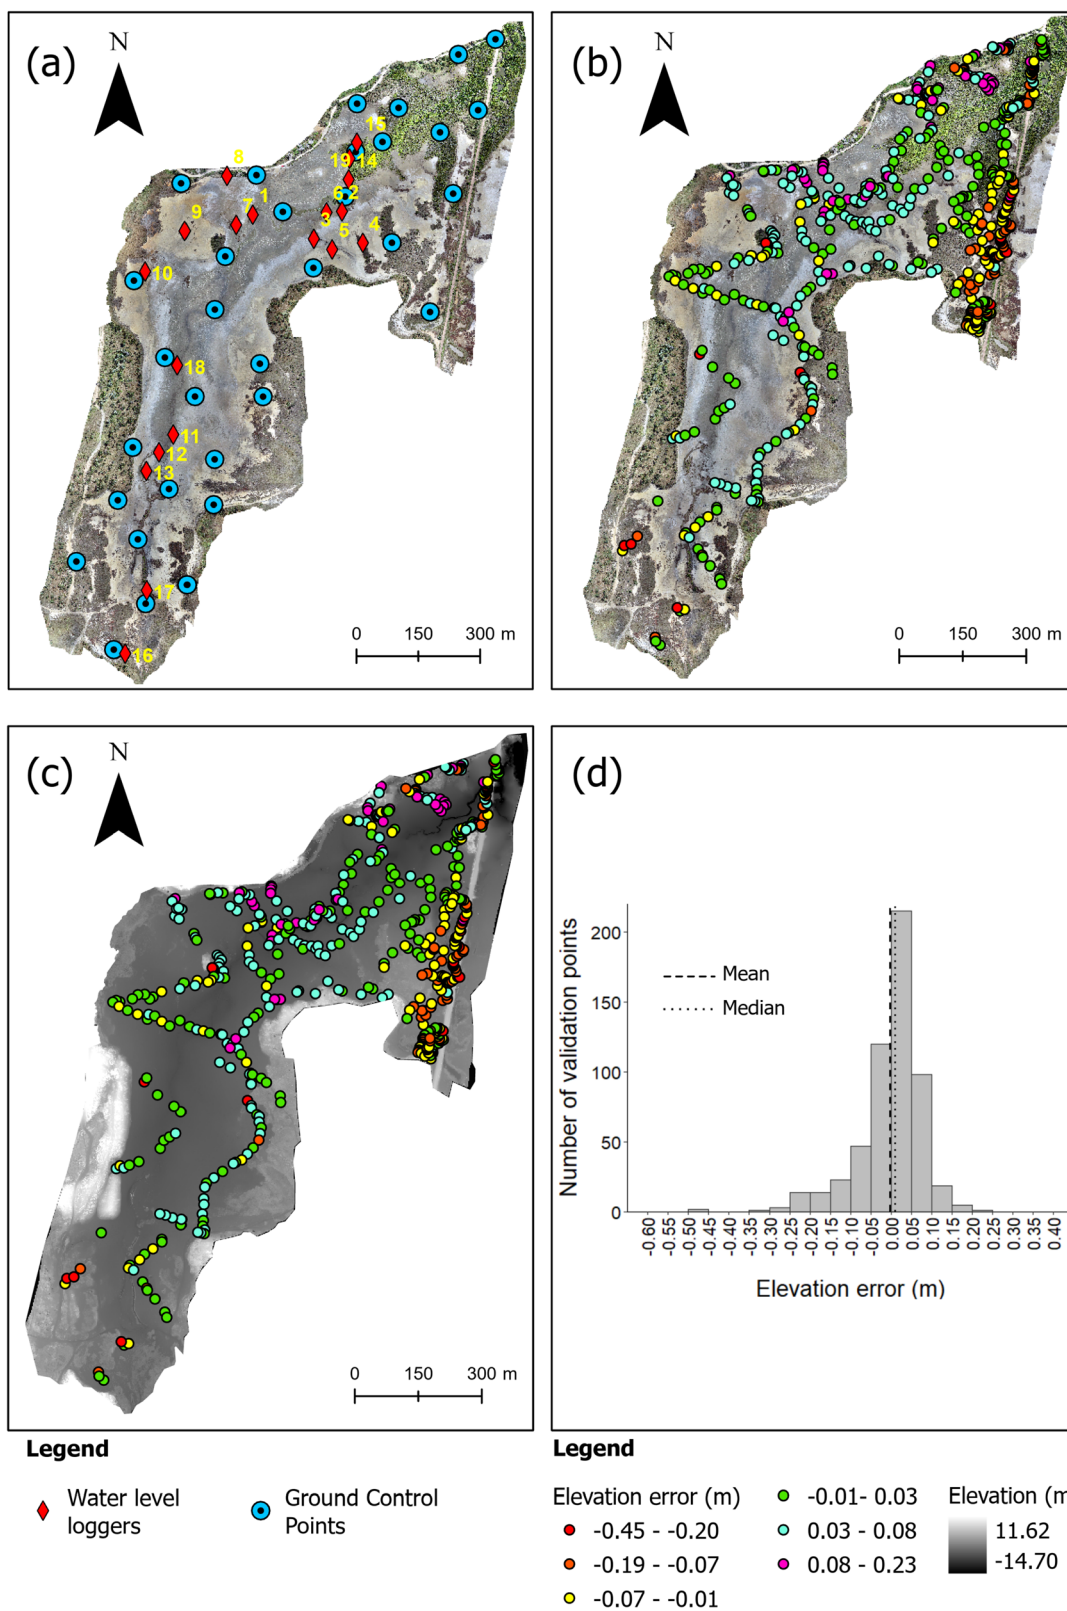 (a)
N
15
8
19 14
1
6 2
7
9
3
4
5
10
18
11
12
13
17
16
0 150 300 m
(b)
N
0 150 300 m
(c)
N
0 150 300 m
(d)
Number of validation points
200
150
100
50
0
Mean
Median
-0.60
-0.55
-0.50
-0.45
-0.40
-0.35
-0.30
-0.25
-0.20
-0.15
-0.10
-0.05
0.00
0.05
0.10
0.15
0.20
0.25
0.30
0.35
0.40
Elevation error (m)
Legend
Water level
loggers
Ground Control
Points
Legend
Elevation error (m)
-0.45 - -0.20
-0.19 - -0.07
-0.07 - -0.01
-0.01- 0.03
0.03 - 0.08
0.08 - 0.23
Elevation (m
11.62
-14.70